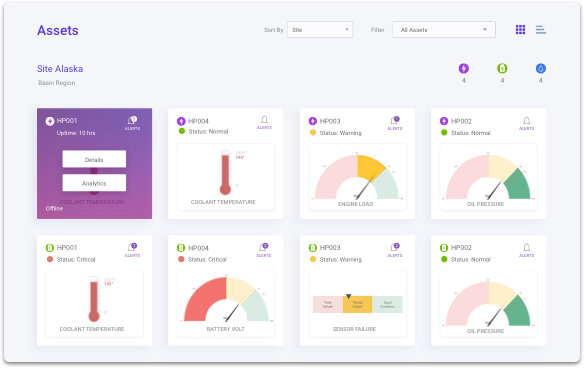 Assets
Sort By
Site
Filter
All Assets
Site Alaska
Basin Region
4
4
4
HP001
Uptime: 10 hrs
ALERTS
Details
Analytics
COOLANT TEMPERATURE
Offline
HP004
Status: Normal
ALERTS
COOLANT TEMPERATURE
HP003
Status: Warning
ALERTS
ENGINE LOAD
HP002
Status: Normal
ALERTS
OIL PRESSURE
HP001
Status: Critical
ALERTS
COOLANT TEMPERATURE
HP004
Status: Critical
ALERTS
BATTERY VOLT
HP003
Status: Warning
ALERTS
SENSOR FAILURE
HP002
Status: Normal
ALERTS
OIL PRESSURE